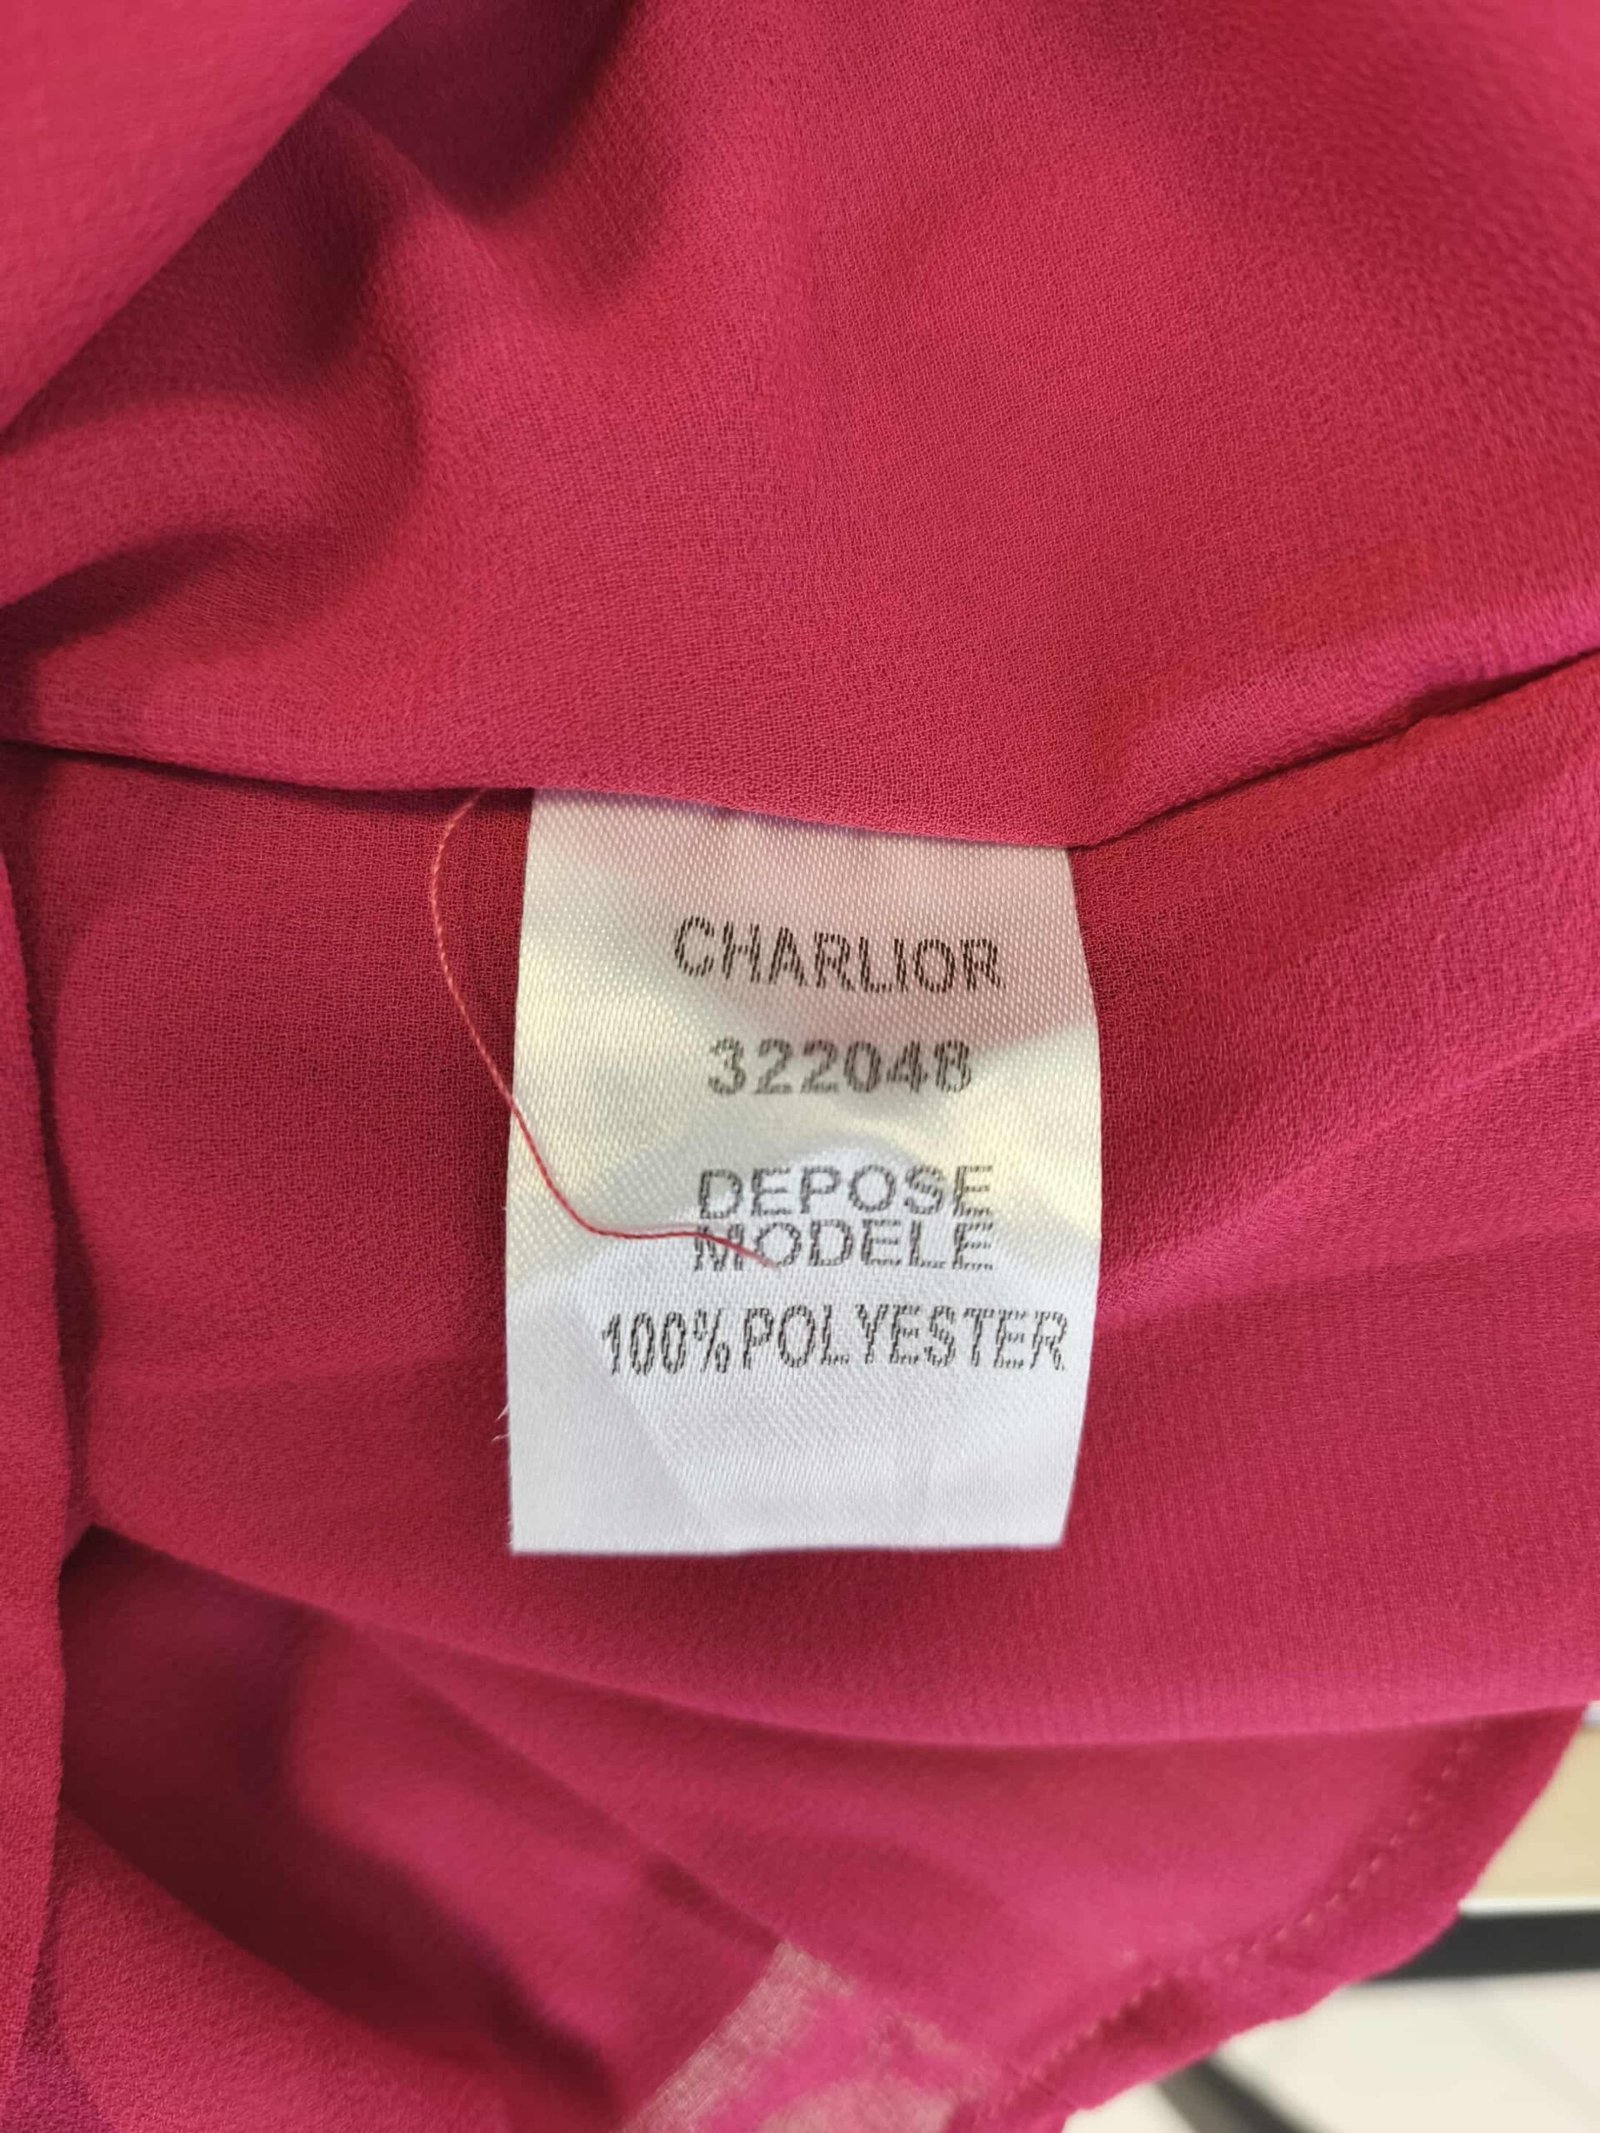 CHARLIOR
322048
DEPOSE
MODELE
100%POLYESTER